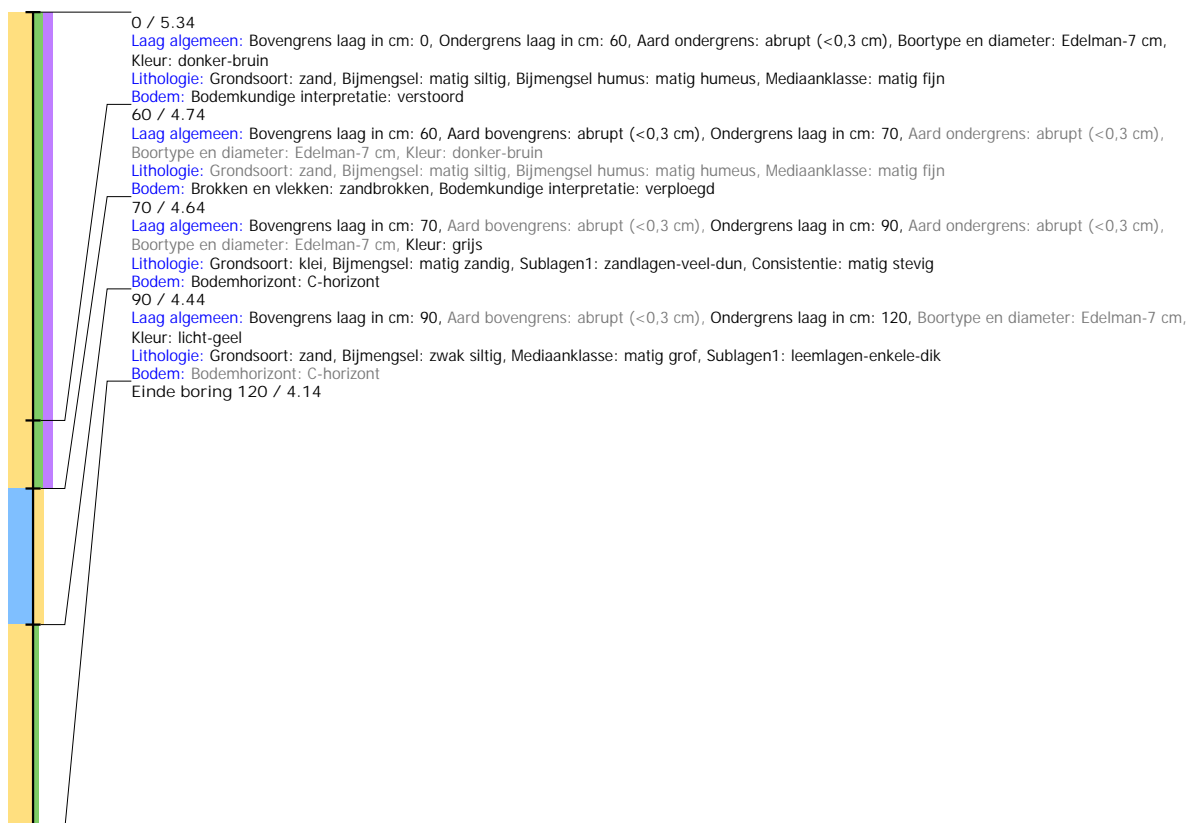 0 / 5.34
Laag algemeen: Bovengrens laag in cm: 0, Ondergrens laag in cm: 60, Aard ondergrens: abrupt (<0,3 cm), Boortype en diameter: Edelman-7 cm,
Kleur: donker-bruin
Lithologie: Grondsoort: zand, Bijmengsel: matig siltig, Bijmengsel humus: matig humeus, Mediaanklasse: matig fijn
Bodem: Bodemkundige interpretatie: verstoord
60 / 4.74
Laag algemeen: Bovengrens laag in cm: 60, Aard bovengrens: abrupt (<0,3 cm), Ondergrens laag in cm: 70, Aard ondergrens: abrupt (<0,3 cm),
Boortype en diameter: Edelman-7 cm, Kleur: donker-bruin
Lithologie: Grondsoort: zand, Bijmengsel: matig siltig, Bijmengsel humus: matig humeus, Mediaanklasse: matig fijn
Bodem: Brokken en vlekken: zandbrokken, Bodemkundige interpretatie: verploegd
70 / 4.64
Laag algemeen: Bovengrens laag in cm: 70, Aard bovengrens: abrupt (<0,3 cm), Ondergrens laag in cm: 90, Aard ondergrens: abrupt (<0,3 cm),
Boortype en diameter: Edelman-7 cm, Kleur: grijs
Lithologie: Grondsoort: klei, Bijmengsel: matig zandig, Sublagen1: zandlagen-veel-dun, Consistentie: matig stevig
Bodem: Bodemhorizont: C-horizont
90 / 4.44
Laag algemeen: Bovengrens laag in cm: 90, Aard bovengrens: abrupt (<0,3 cm), Ondergrens laag in cm: 120, Boortype en diameter: Edelman-7 cm,
Kleur: licht-geel
Lithologie: Grondsoort: zand, Bijmengsel: zwak siltig, Mediaanklasse: matig grof, Sublagen1: leemlagen-enkele-dik
Bodem: Bodemhorizont: C-horizont
Einde boring 120 / 4.14